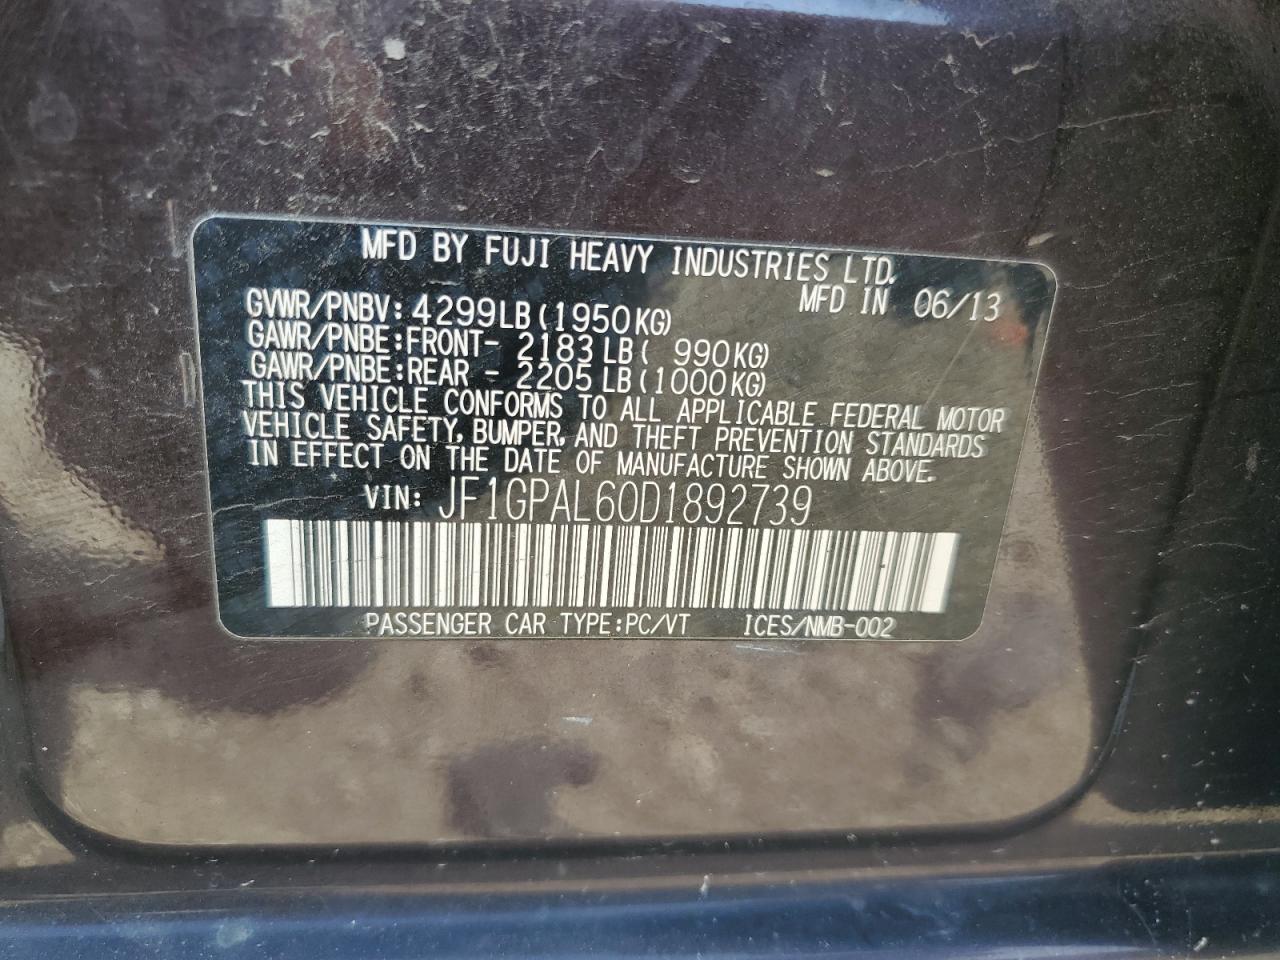 MFD BY FUJI HEAVY INDUSTRIES LTD.
MFD IN 06/13
GVWR/PNBV: 4299LB(1950KG)
GAWR/PNBE:FRONT- 2183LB( 990KG)
GAWR/PNBE:REAR - 2205LB(1000KG)
THIS VEHICLE CONFORMS TO ALL APPLICABLE FEDERAL MOTOR
VEHICLE SAFETY, BUMPER, AND THEFT PREVENTION STANDARDS
IN EFFECT ON THE DATE OF MANUFACTURE SHOWN ABOVE.
VIN: JF1GPAL60D1892739
PASSENGER CAR TYPE:PC/VT ICES/NMB-002